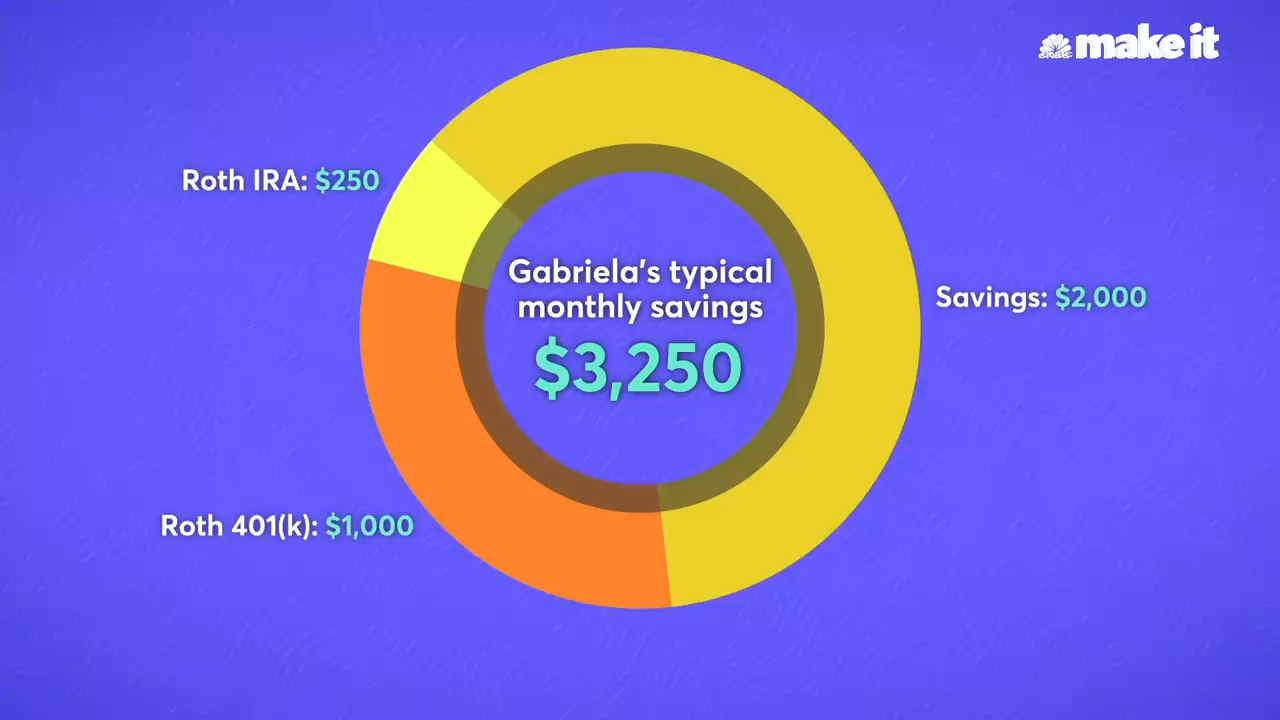 make it
Roth IRA: $250
Gabriela's typical
monthly savings
$3,250
Savings: $2,000
Roth 401(k): $1,000